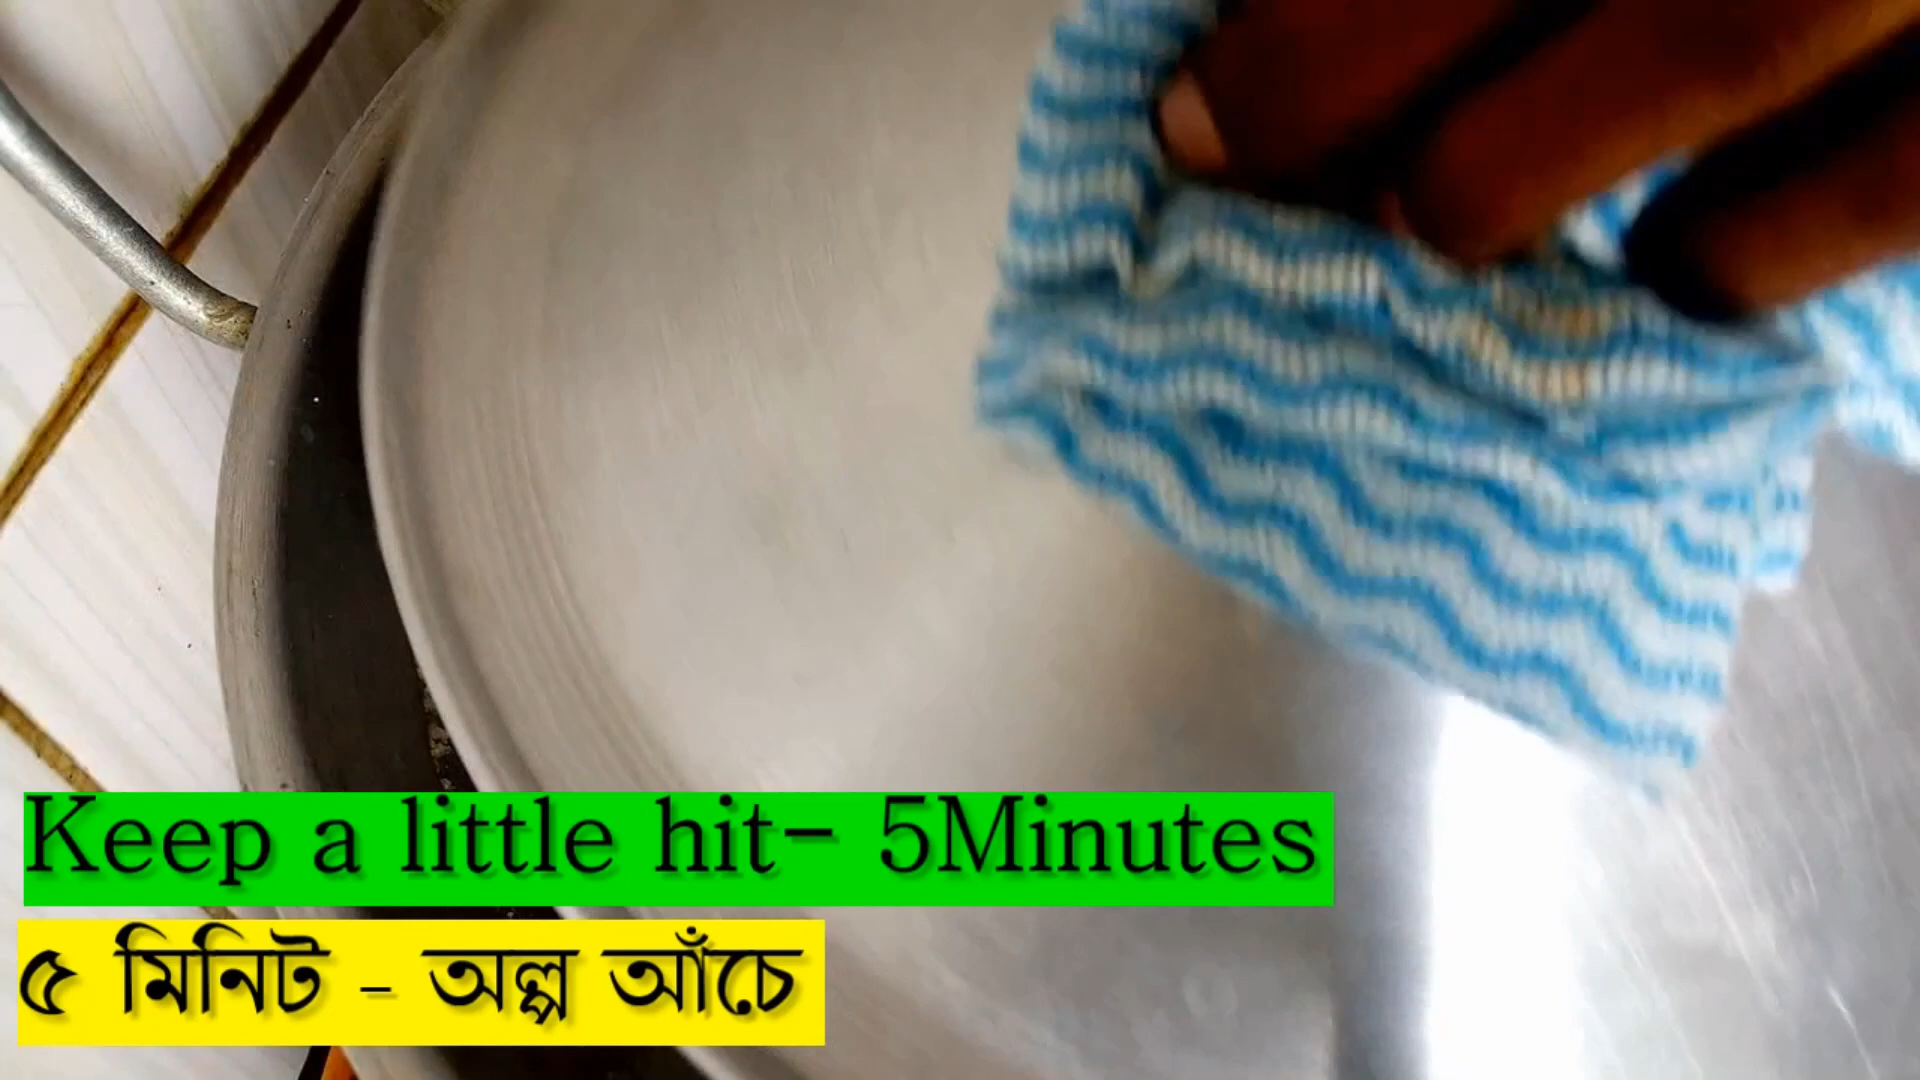 Keep a little hit- 5Minutes
৫ মিনিট - অল্প আঁচে